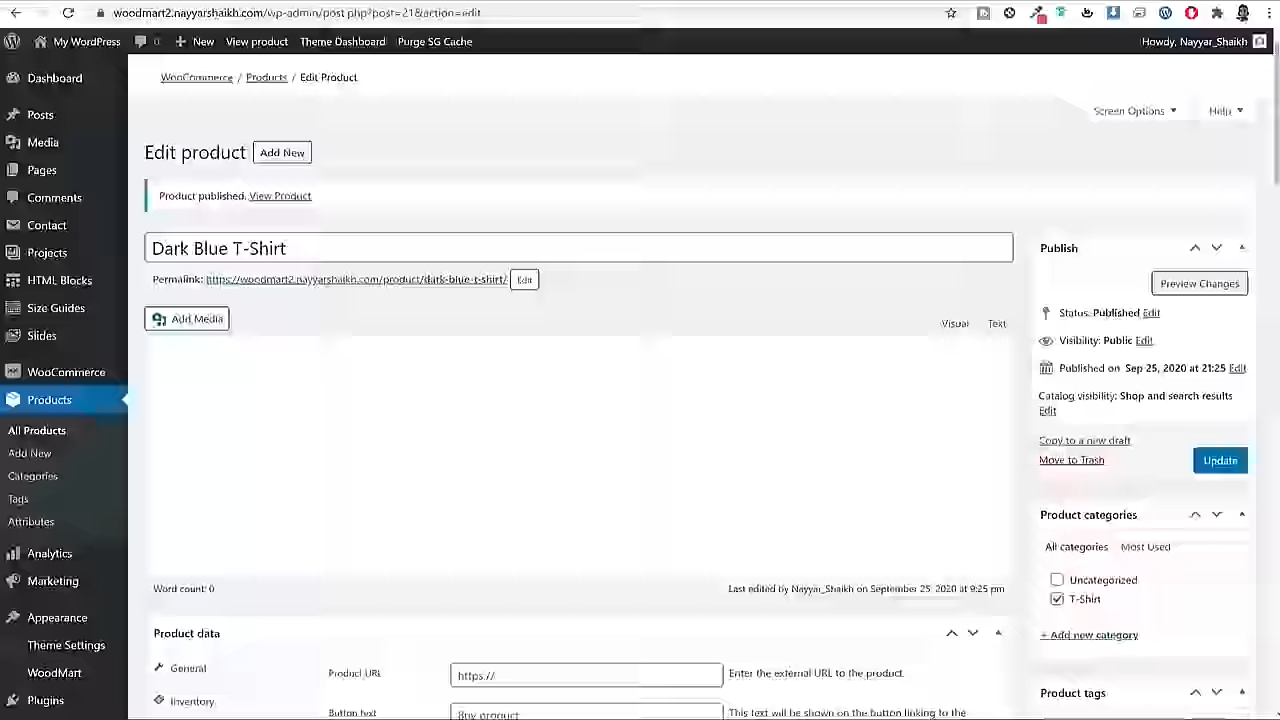 woodmart2.nayyarshaikh.com/wp-admin/post.php?post=21&action=edit
My WordPress 0 New View product Theme Dashboard Purge SG Cache Howdy, Nayyar_Shaikh
Dashboard
Posts
Media
Pages
Comments
Contact
Projects
HTML Blocks
Size Guides
Slides
WooCommerce
Products
All Products
Add New
Categories
Tags
Attributes
Analytics
Marketing
Appearance
Theme Settings
WoodMart
Plugins
WooCommerce / Products / Edit Product
Screen Options Help
Edit product Add New
Product published. View Product
Dark Blue T-Shirt
Permalink: https://woodmart2.nayyarshaikh.com/product/dark-blue-t-shirt/ Edit
Add Media
Visual Text
Word count: 0 Last edited by Nayyar_Shaikh on September 25, 2020 at 9:25 pm
Product data
General
Inventory
Product URL https:// Enter the external URL to the product.
Button text Buy product This text will be shown on the button linking to the
Publish
Preview Changes
Status: Published Edit
Visibility: Public Edit
Published on Sep 25, 2020 at 21:25 Edit
Catalog visibility: Shop and search results
Edit
Copy to a new draft
Move to Trash
Update
Product categories
All categories Most Used
Uncategorized
T-Shirt
+ Add new category
Product tags